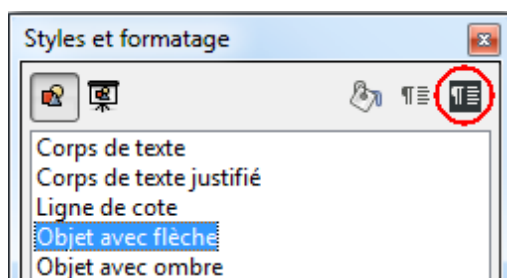 Styles et formatage
Corps de texte
Corps de texte justifié
Ligne de cote
Objet avec flèche
Objet avec ombre